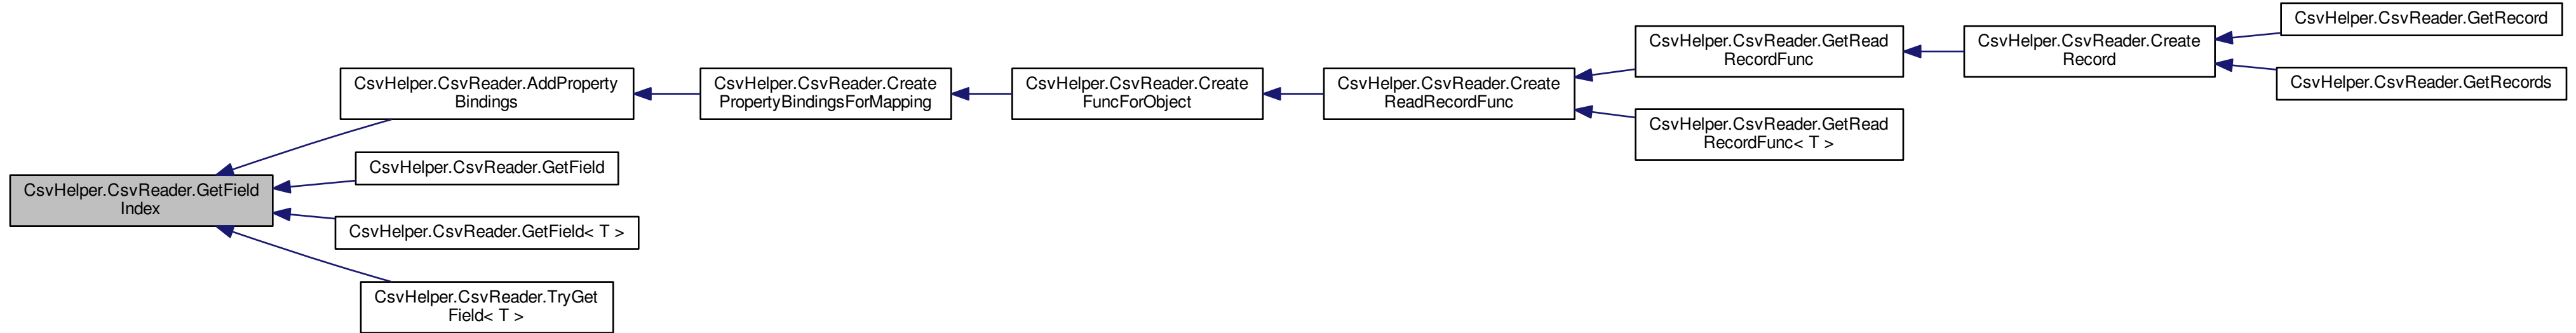 CsvHelper.CsvReader.GetField
Index
CsvHelper.CsvReader.AddProperty
Bindings
CsvHelper.CsvReader.Create
PropertyBindingsForMapping
CsvHelper.CsvReader.Create
FuncForObject
CsvHelper.CsvReader.Create
ReadRecordFunc
CsvHelper.CsvReader.GetRead
RecordFunc
CsvHelper.CsvReader.Create
Record
CsvHelper.CsvReader.GetRecord
CsvHelper.CsvReader.GetRecords
CsvHelper.CsvReader.GetRead
RecordFunc< T >
CsvHelper.CsvReader.GetField
CsvHelper.CsvReader.GetField< T >
CsvHelper.CsvReader.TryGet
Field< T >